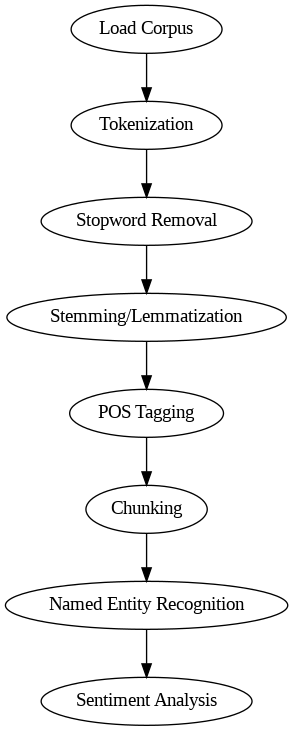 Load Corpus
Tokenization
Stopword Removal
Stemming/Lemmatization
POS Tagging
Chunking
Named Entity Recognition
Sentiment Analysis